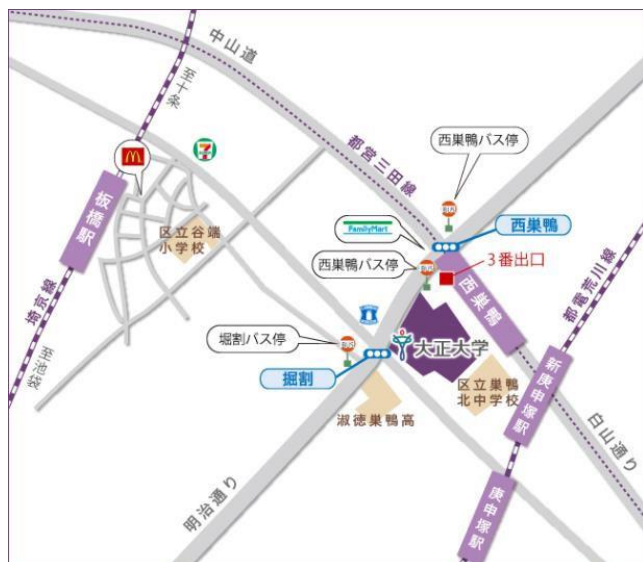 中山道
至十条
都営三田線
西巣鴨バス停
板橋駅
区立谷端
小学校
FamilyMart
西巣鴨
3番出口
西巣鴨バス停
西巣鴨
都電荒川線
埼京線
至池袋
堀割バス停
大正大学
堀割
区立巣鴨
北中学校
新庚申塚駅
淑徳巣鴨高
白山通り
明治通り
庚申塚駅